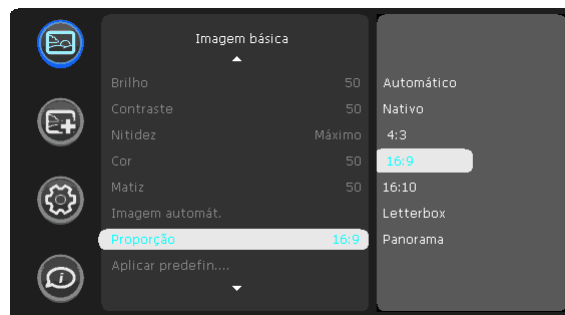 Imagem básica
Brilho 50
Contraste 50
Nitidez Máximo
Cor 50
Matiz 50
Imagem automát.
Proporção 16:9
Aplicar predefin....
Automático
Nativo
4:3
16:9
16:10
Letterbox
Panorama